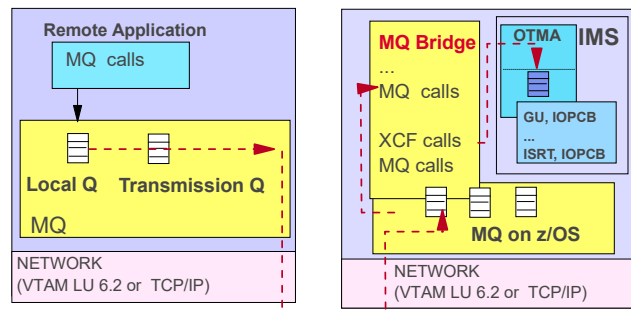 Remote Application
MQ calls
Local Q
Transmission Q
MQ
NETWORK
(VTAM LU 6.2 or TCP/IP)
MQ Bridge
...
MQ calls
XCF calls
MQ calls
OTMA
IMS
GU, IOPCB
...
ISRT, IOPCB
MQ on z/OS
NETWORK
(VTAM LU 6.2 or TCP/IP)